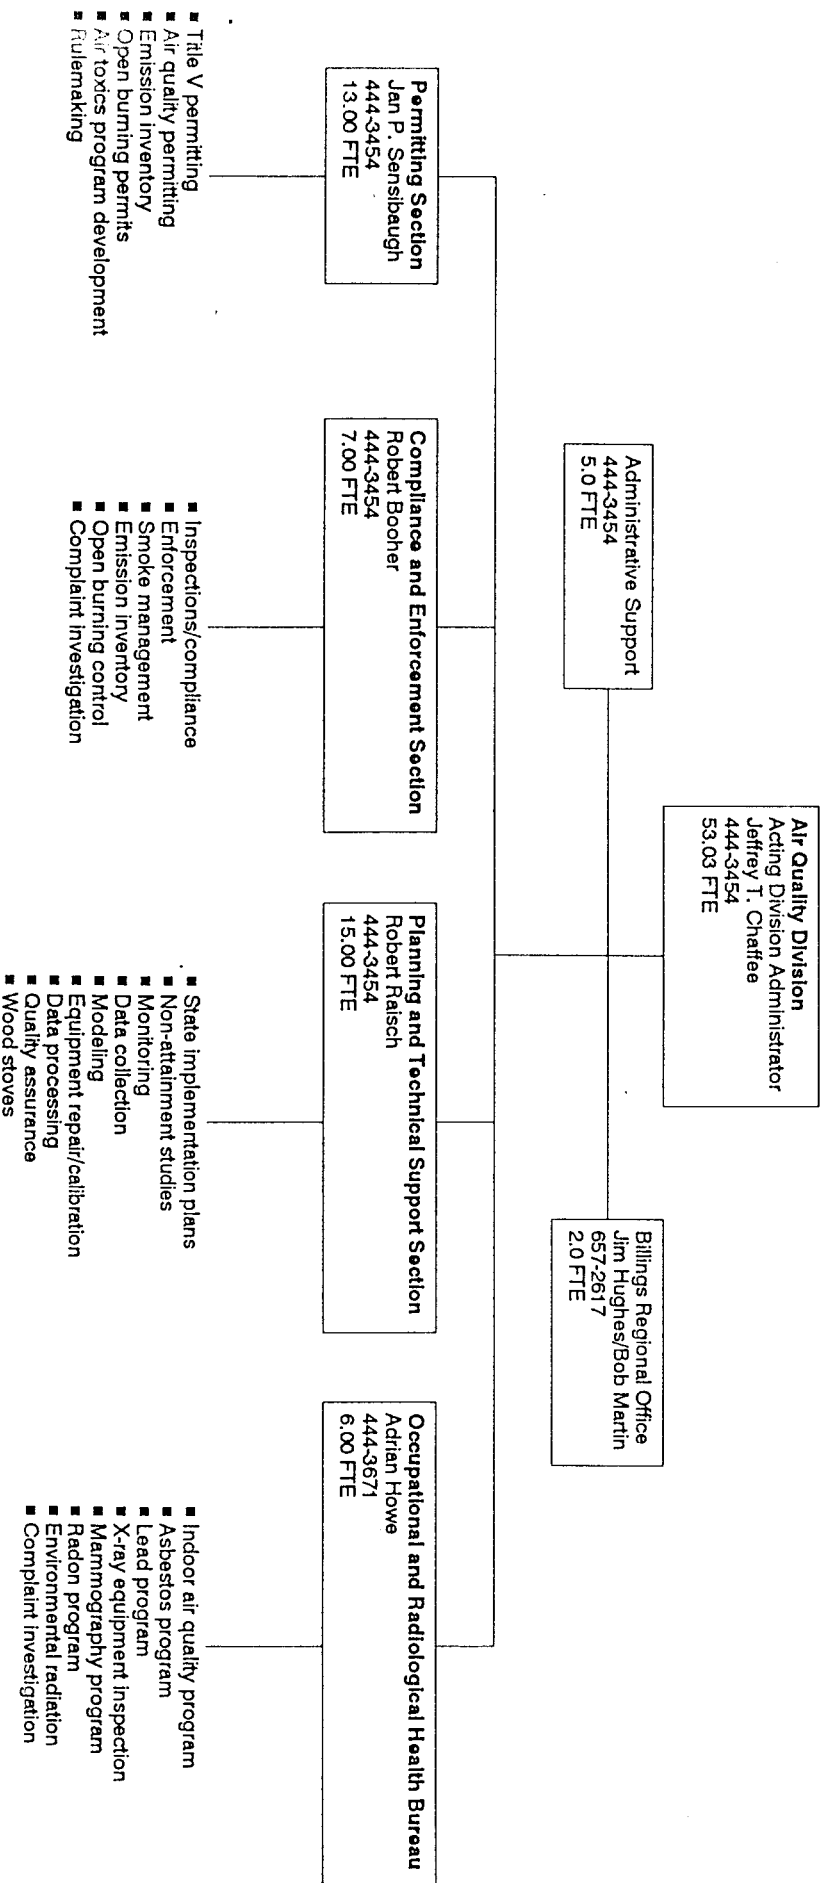 Air Quality Division
Acting Division Administrator
Jeffrey T. Chaffee
444-3454
53.03 FTE
Administrative Support
444-3454
5.0 FTE
Billings Regional Office
Jim Hughes/Bob Martin
657-2617
2.0 FTE
Permitting Section
Jan P. Sensibaugh
444-3454
13.00 FTE
Compliance and Enforcement Section
Robert Booher
444-3454
7.00 FTE
Planning and Technical Support Section
Robert Raisch
444-3454
15.00 FTE
Occupational and Radiological Health Bureau
Adrian Howe
444-3671
6.00 FTE
■ Title V permitting
■ Air quality permitting
■ Emission inventory
■ Open burning permits
■ Air toxics program development
■ Rulemaking
■ Inspections/compliance
■ Enforcement
■ Smoke management
■ Emission inventory
■ Open burning control
■ Complaint investigation
■ State implementation plans
■ Non-attainment studies
■ Monitoring
■ Data collection
■ Modeling
■ Equipment repair/calibration
■ Data processing
■ Quality assurance
■ Wood stoves
■ Indoor air quality program
■ Asbestos program
■ Lead program
■ X-ray equipment inspection
■ Mammography program
■ Radon program
■ Environmental radiation
■ Complaint investigation